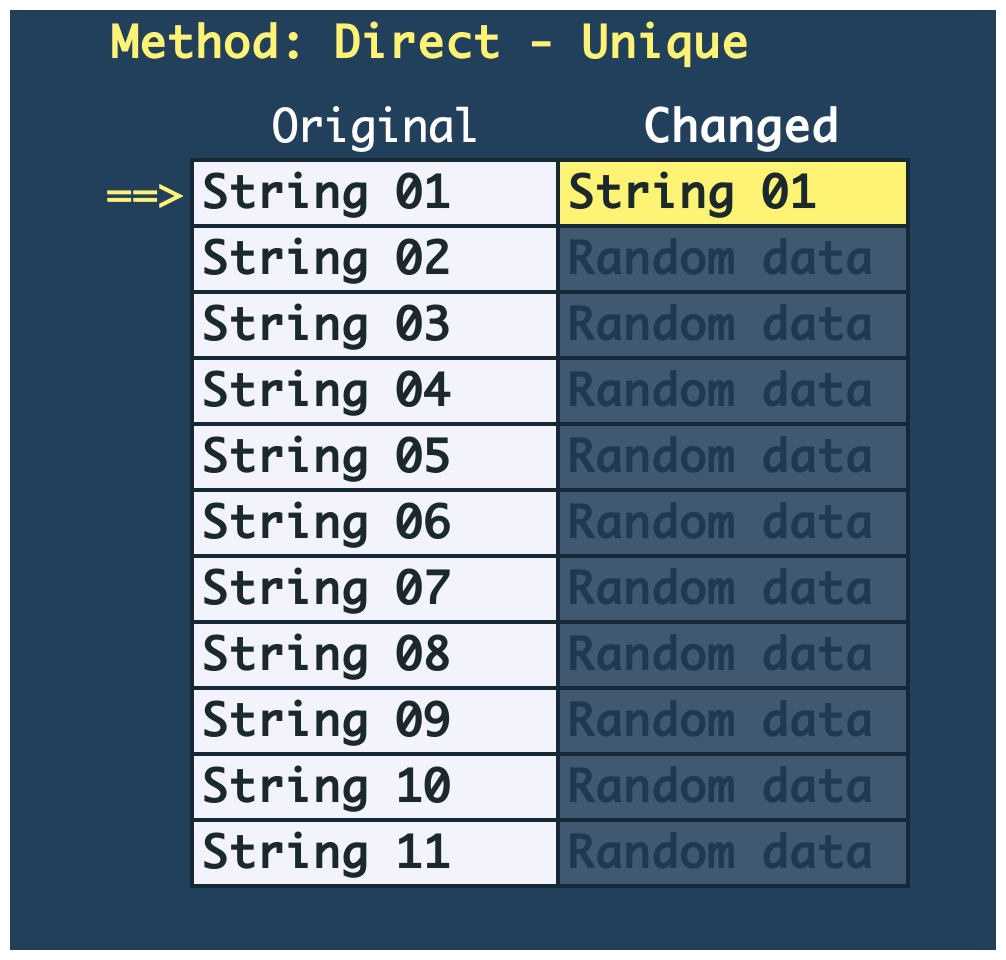 Method: Direct - Unique
Original Changed
==> String 01 String 01
String 02 Random data
String 03 Random data
String 04 Random data
String 05 Random data
String 06 Random data
String 07 Random data
String 08 Random data
String 09 Random data
String 10 Random data
String 11 Random data